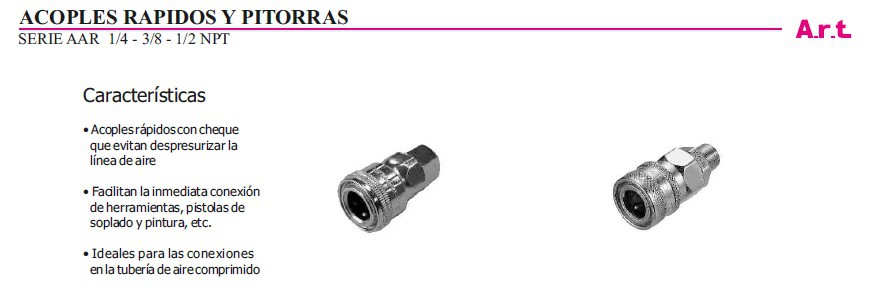 ACOPLES RAPIDOS Y PITORRAS
SERIE AAR 1/4 - 3/8 - 1/2 NPT
A.r.t.
Características
• Acoples rápidos con cheque
que evitan despresurizar la
línea de aire
• Facilitan la inmediata conexión
de herramientas, pistolas de
soplado y pintura, etc.
• Ideales para las conexiones
en la tubería de aire comprimido